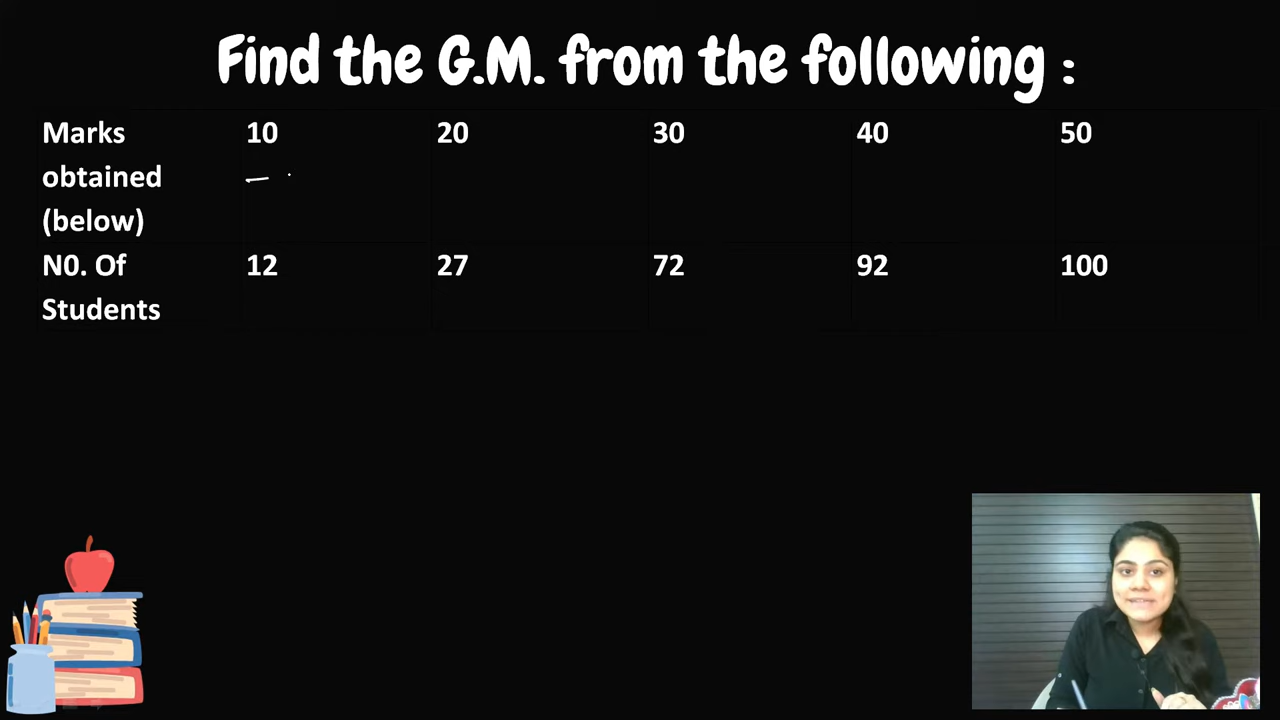 Find the G.M. from the following :
Marks obtained (below) 10 20 30 40 50
N0. Of Students 12 27 72 92 100